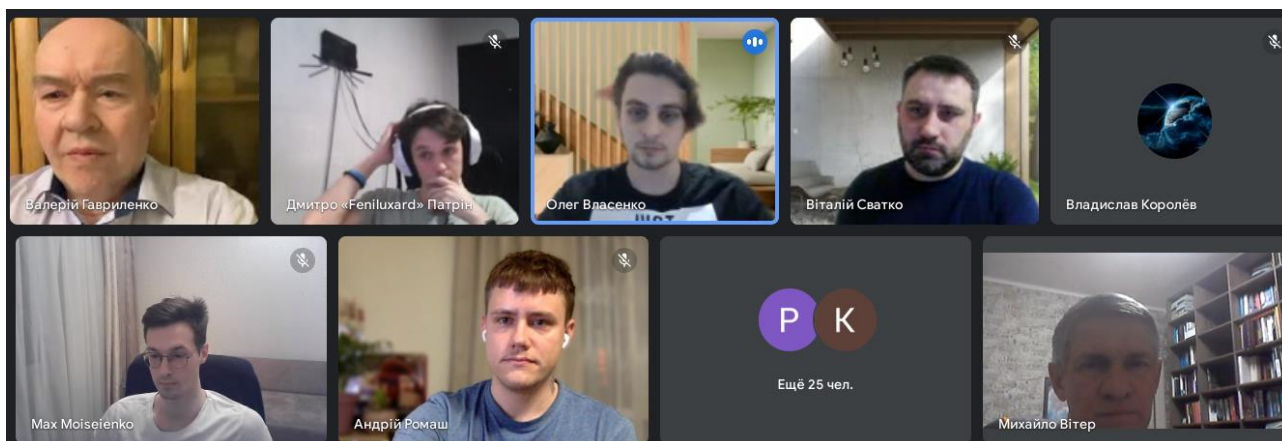 Валерій Гавриленко
Дмитро «Feniluxard» Патрін
Олег Власенко
Віталій Сватко
Владислав Королёв
Max Moiseienko
Андрій Ромаш
P K
Ещё 25 чел.
Михайло Вітер